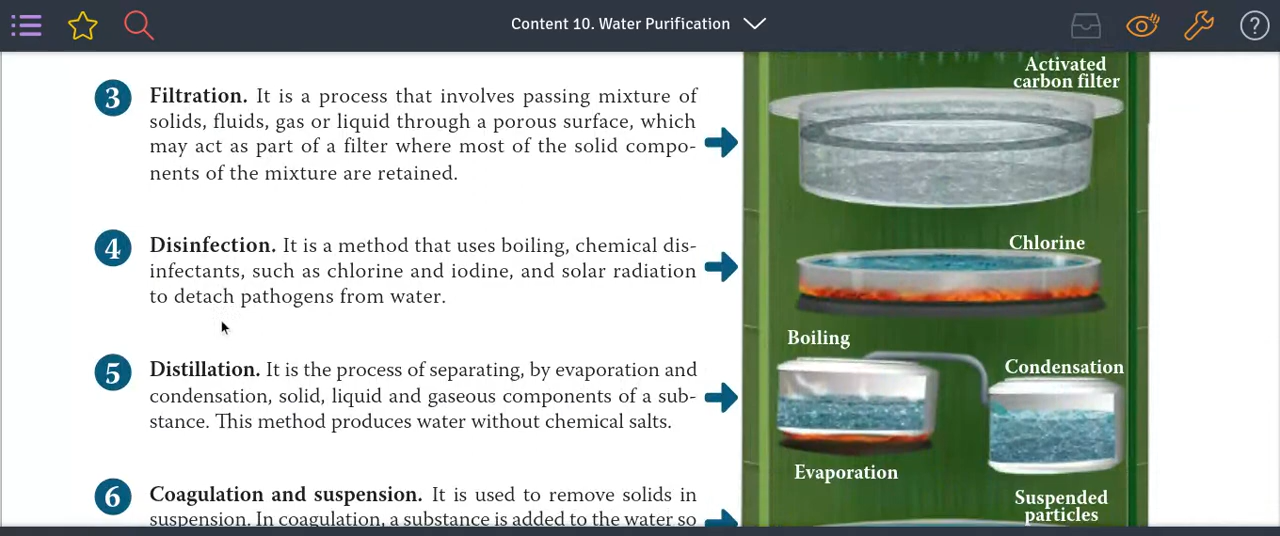 Content 10. Water Purification
Activated
carbon filter
3 Filtration. It is a process that involves passing mixture of
solids, fluids, gas or liquid through a porous surface, which
may act as part of a filter where most of the solid compo-
nents of the mixture are retained.
4 Disinfection. It is a method that uses boiling, chemical dis-
infectants, such as chlorine and iodine, and solar radiation
to detach pathogens from water.
Chlorine
Boiling
Condensation
5 Distillation. It is the process of separating, by evaporation and
condensation, solid, liquid and gaseous components of a sub-
stance. This method produces water without chemical salts.
Evaporation
6 Coagulation and suspension. It is used to remove solids in
suspension. In coagulation, a substance is added to the water so
Suspended
particles